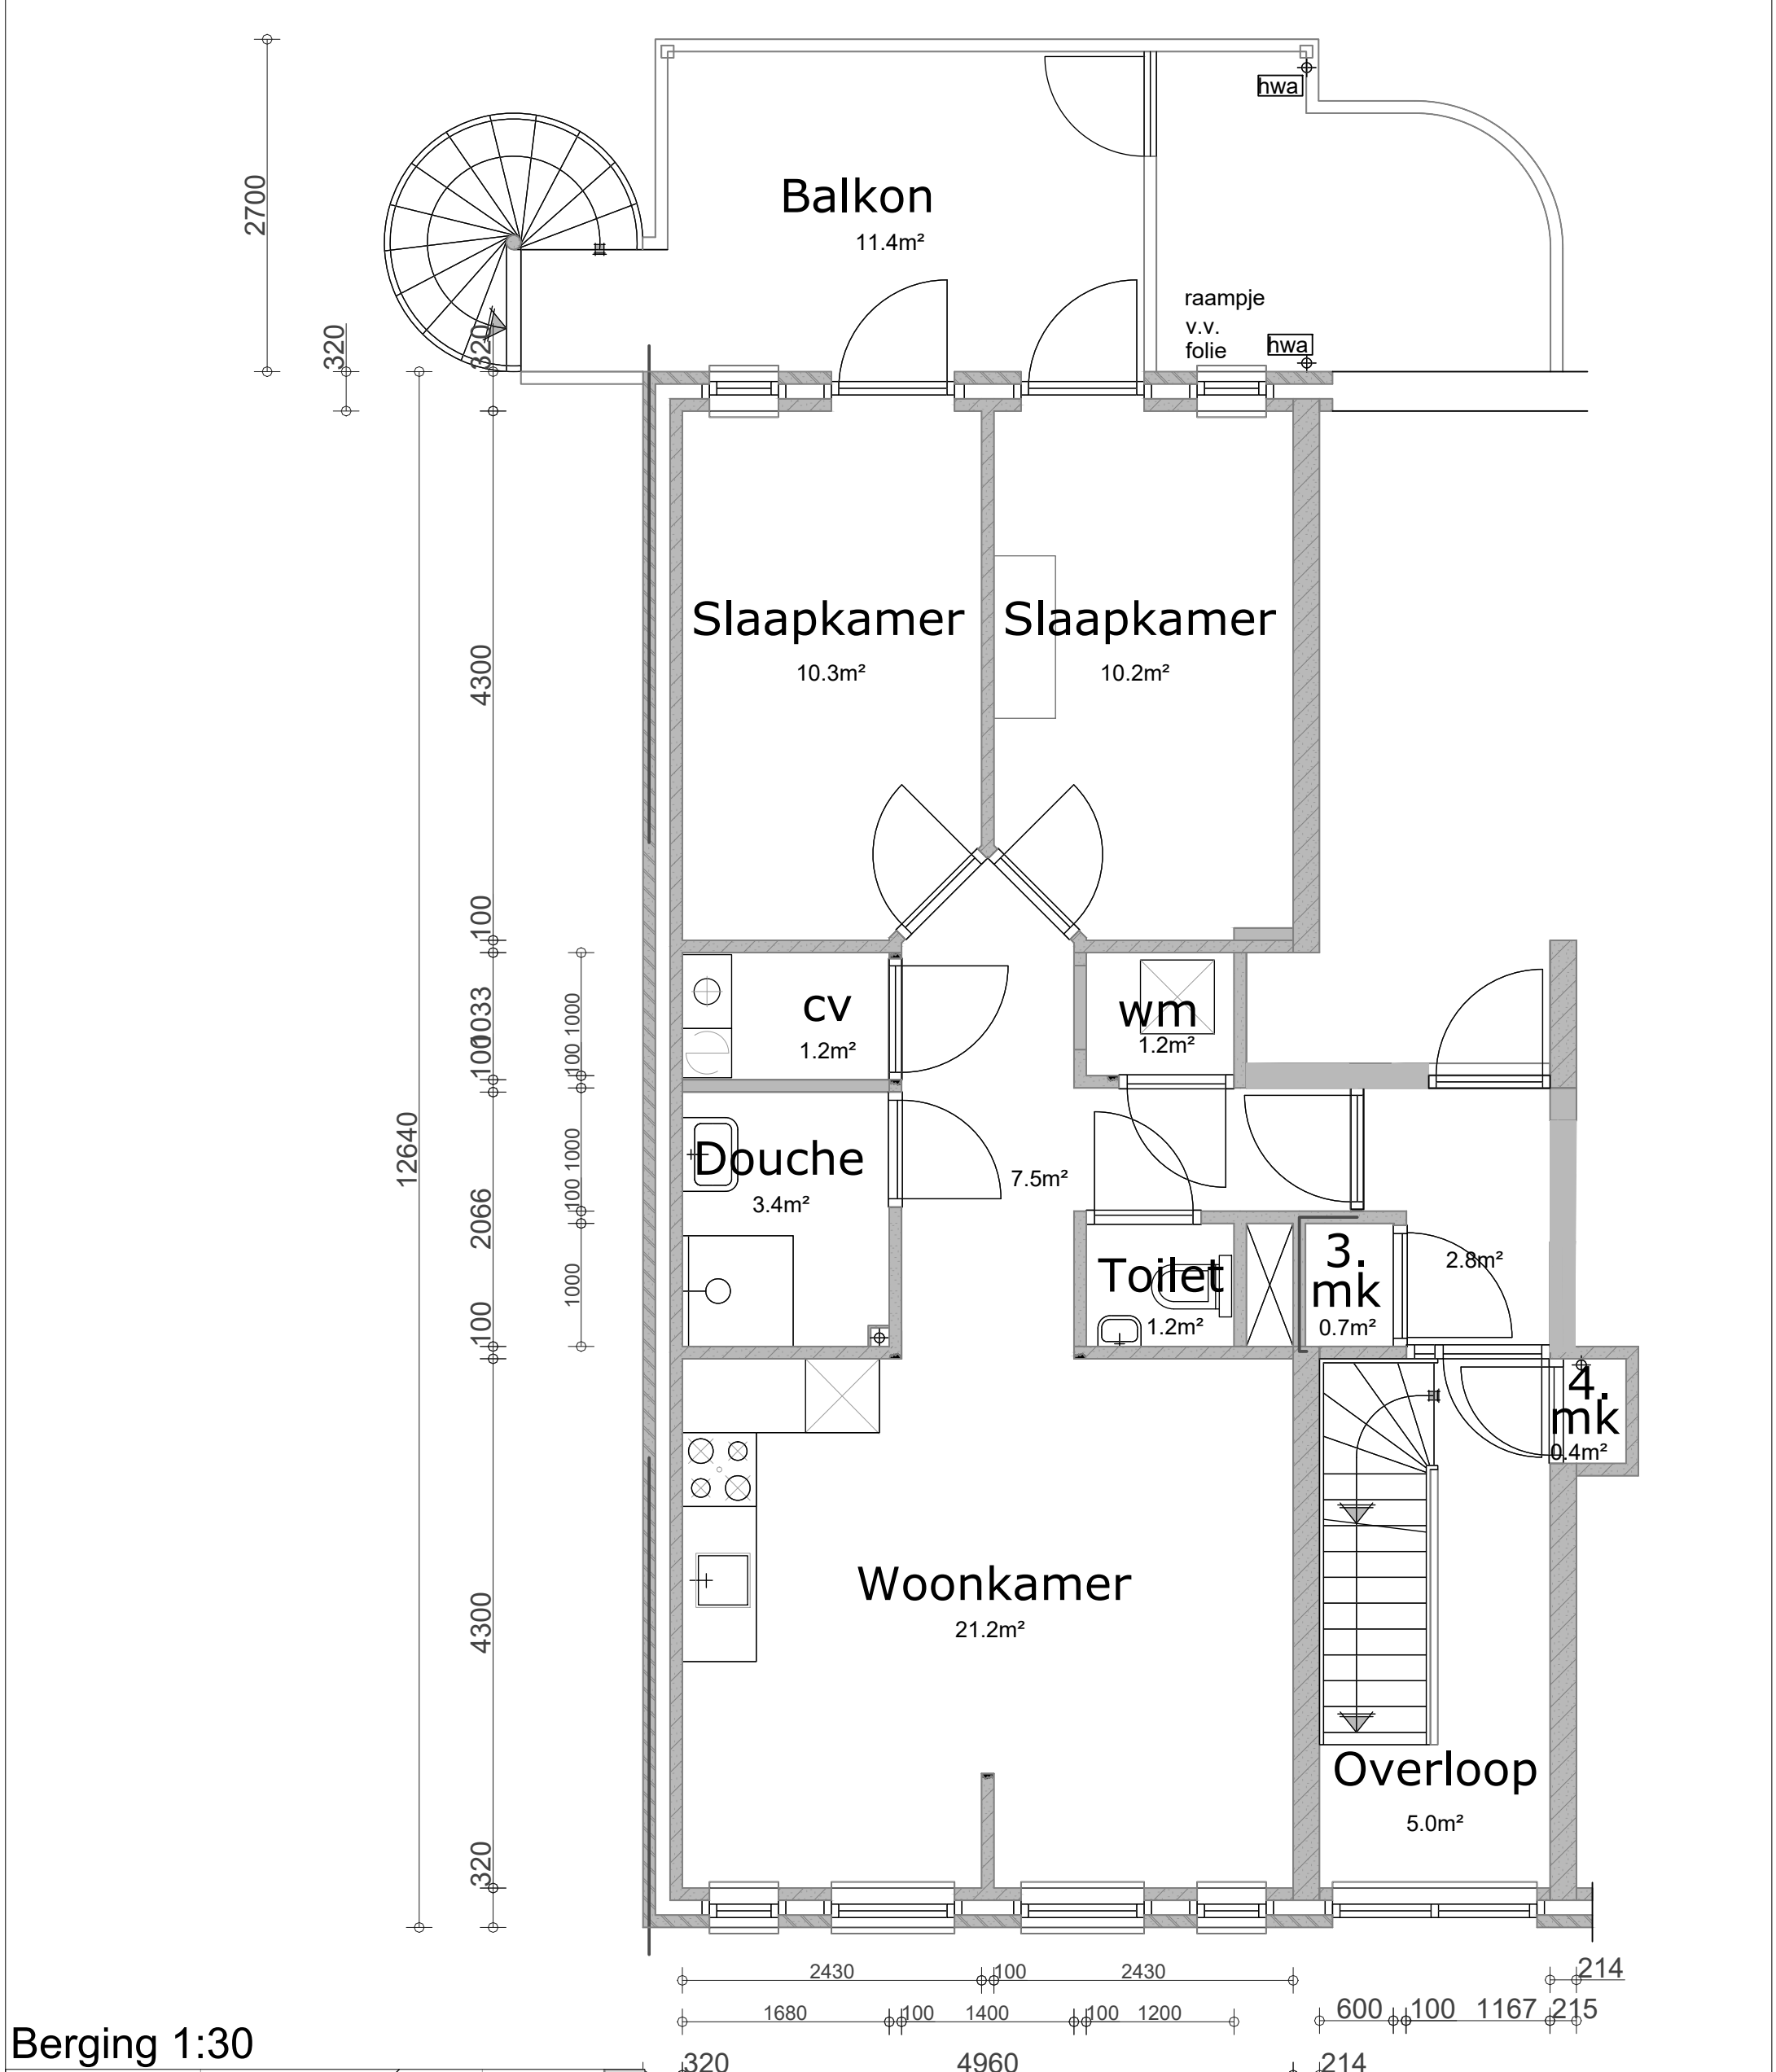 2700
320
320
Balkon
11.4m²
hwa
raampje
v.v.
folie
hwa
4300
Slaapkamer
10.3m²
Slaapkamer
10.2m²
100
1033
100
1000
100
cv
1.2m²
wm
1.2m²
12640
2066
1000
100
Douche
3.4m²
7.5m²
1000
100
Toilet
1.2m²
3.
mk
0.7m²
2.8m²
4.
mk
0.4m²
4300
Woonkamer
21.2m²
Overloop
5.0m²
320
2430
100
2430
214
1680
100
1400
100
1200
600
100
1167
215
Berging 1:30
320
4960
214